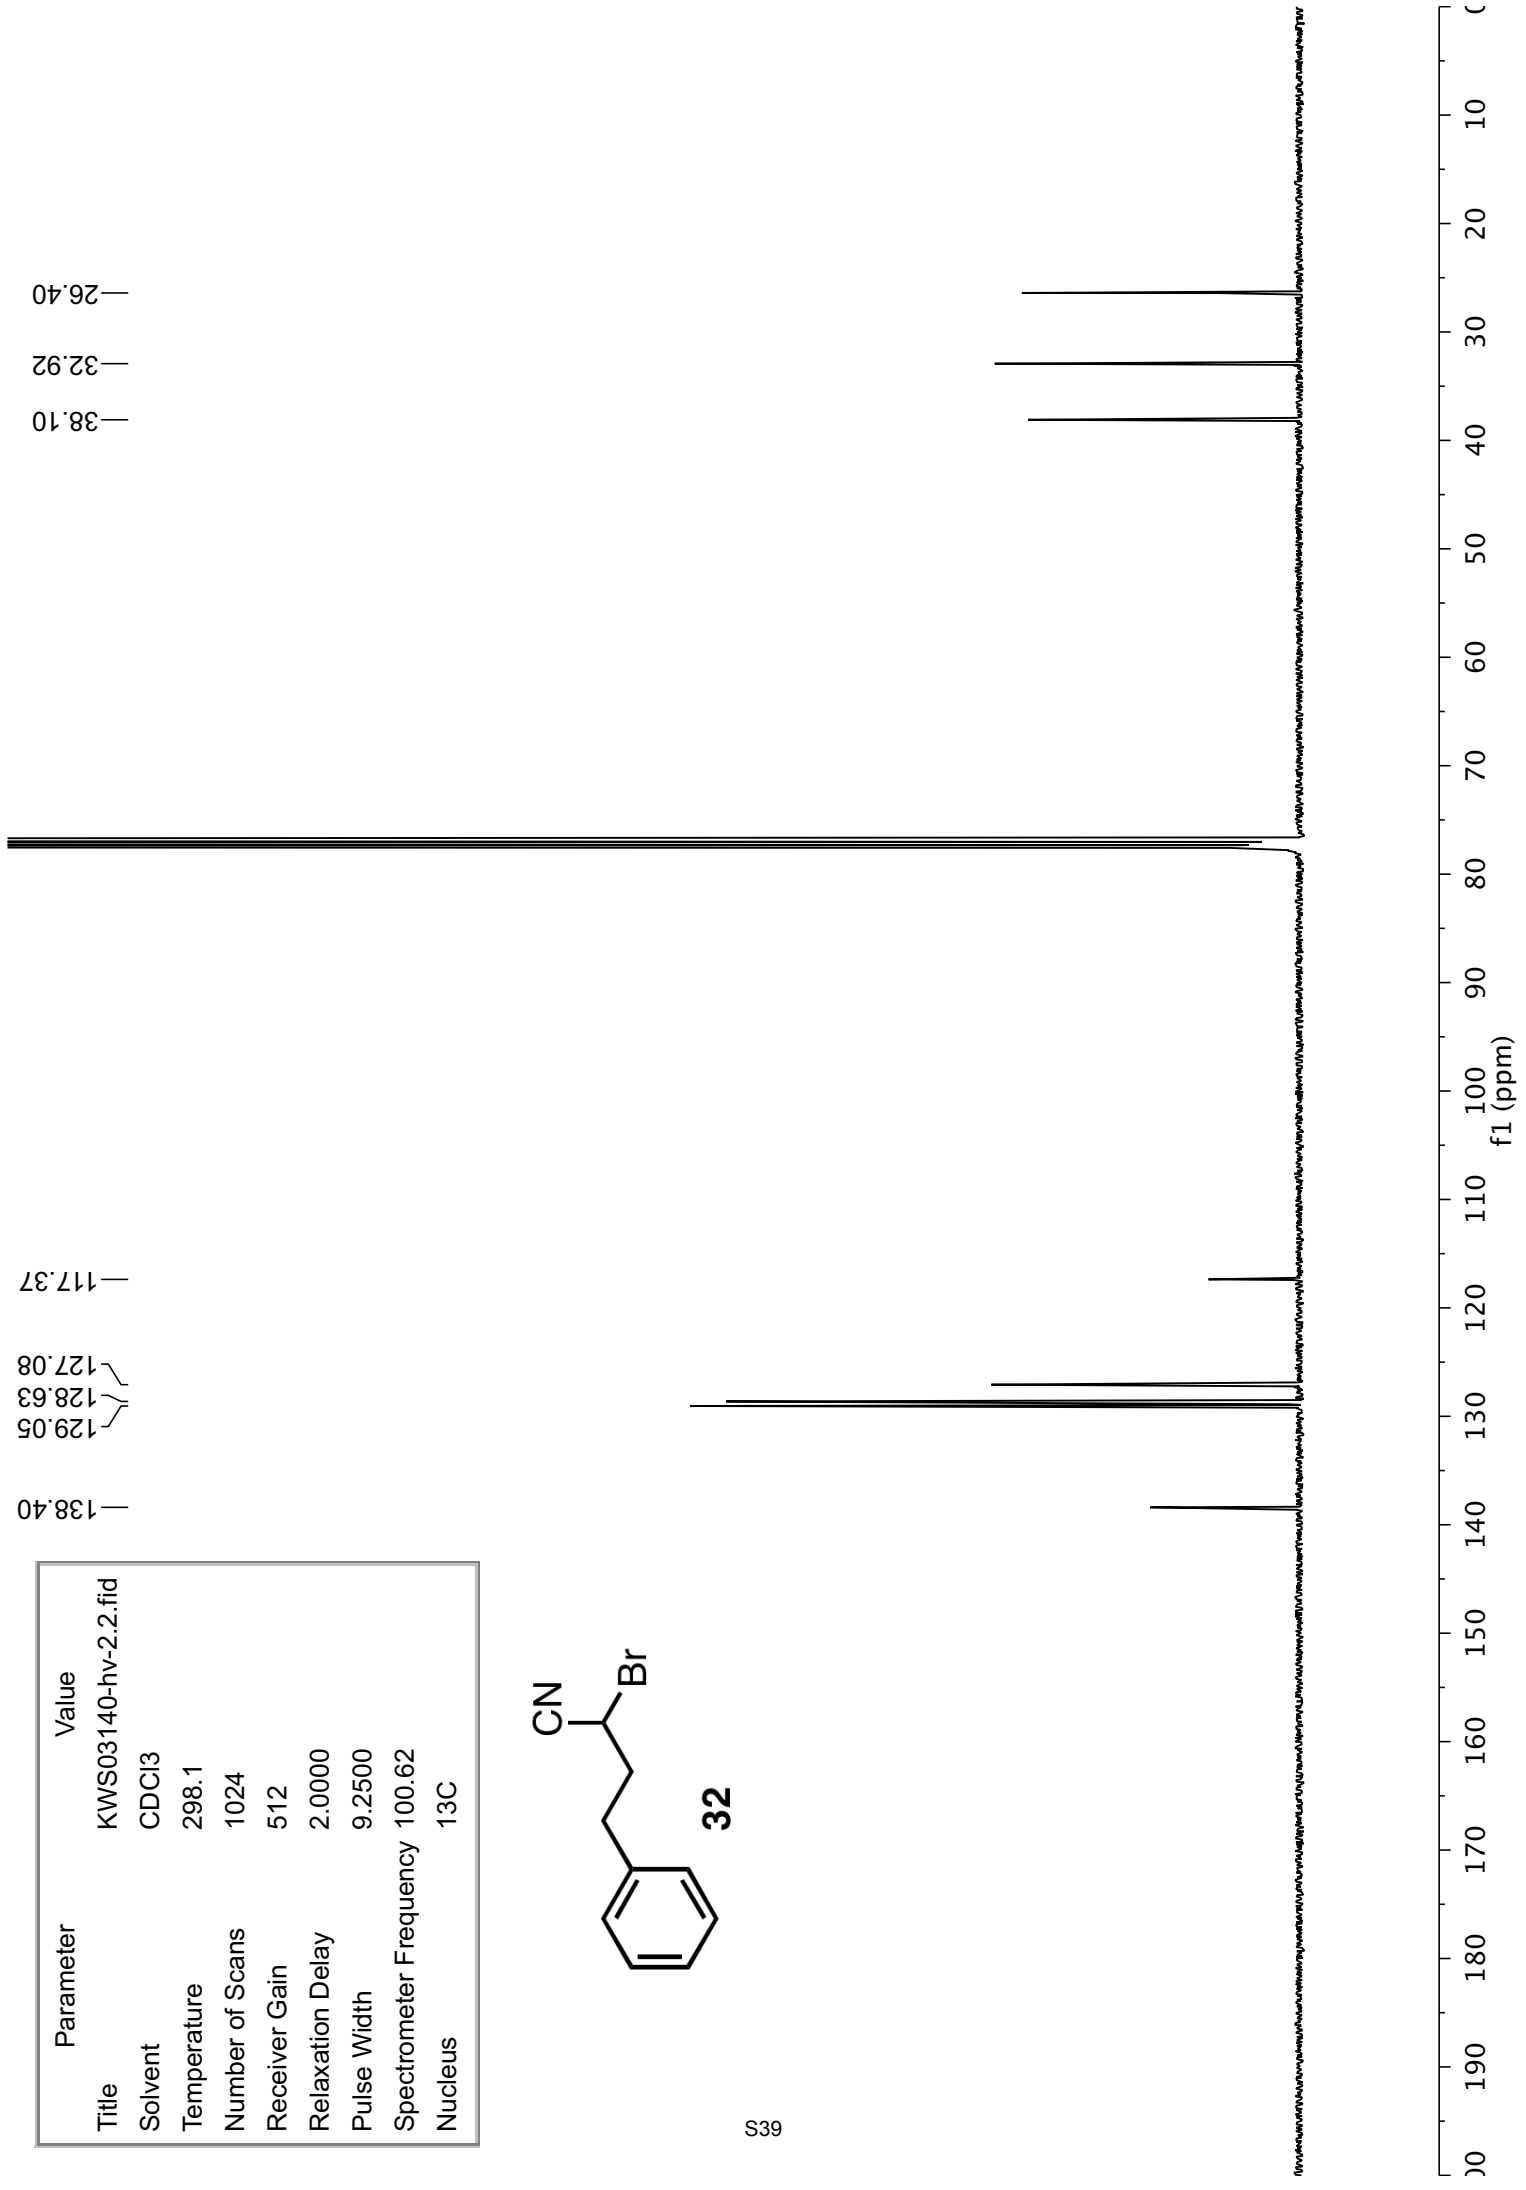 Parameter Value
Title KWS03140-hv-2.2.fid
Solvent CDCl3
Temperature 298.1
Number of Scans 1024
Receiver Gain 512
Relaxation Delay 2.0000
Pulse Width 9.2500
Spectrometer Frequency 100.62
Nucleus 13C
138.40
129.05
128.63
127.08
117.37
38.10
32.92
26.40
CN
Br
32
190 180 170 160 150 140 130 120 110 100 90 80 70 60 50 40 30 20 10
f1 (ppm)
S39